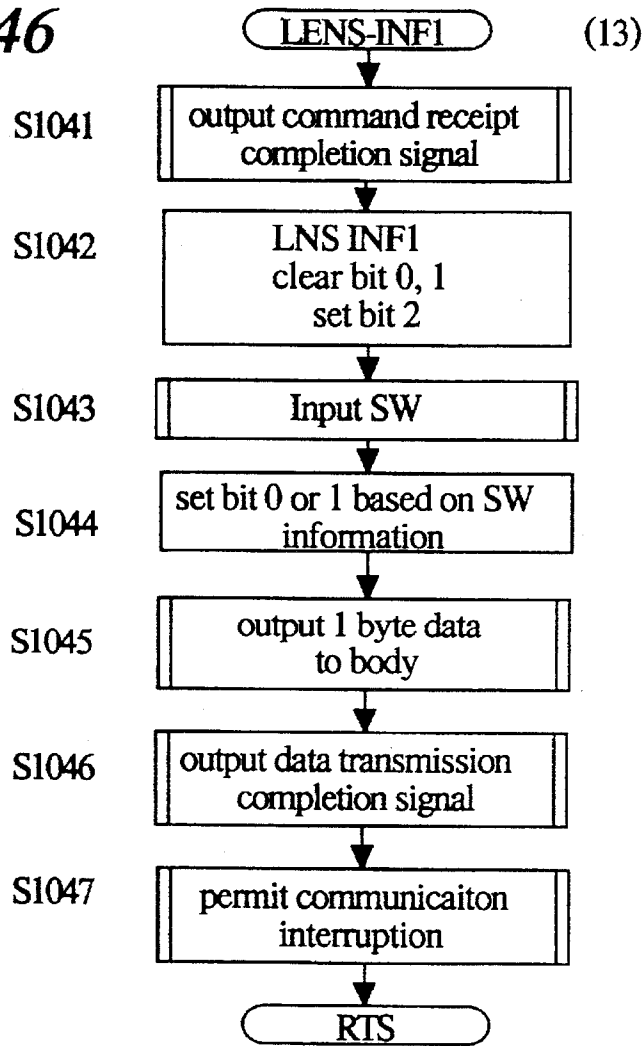 46
LENS-INF1
(13)
S1041
output command receipt
completion signal
S1042
LNS INF1
clear bit 0, 1
set bit 2
S1043
Input SW
S1044
set bit 0 or 1 based on SW
information
S1045
output 1 byte data
to body
S1046
output data transmission
completion signal
S1047
permit communicaiton
interruption
RTS